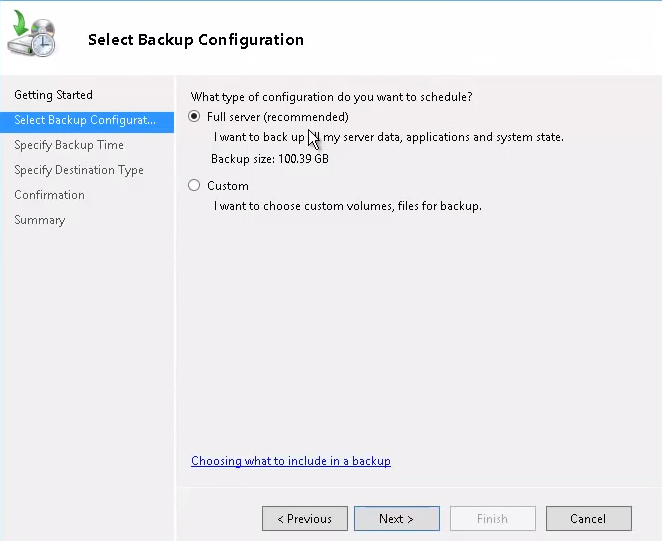 Select Backup Configuration
Getting Started
Select Backup Configurat...
Specify Backup Time
Specify Destination Type
Confirmation
Summary
What type of configuration do you want to schedule?
Full server (recommended)
I want to back up my server data, applications and system state.
Backup size: 100.39 GB
Custom
I want to choose custom volumes, files for backup.
Choosing what to include in a backup
< Previous
Next >
Finish
Cancel